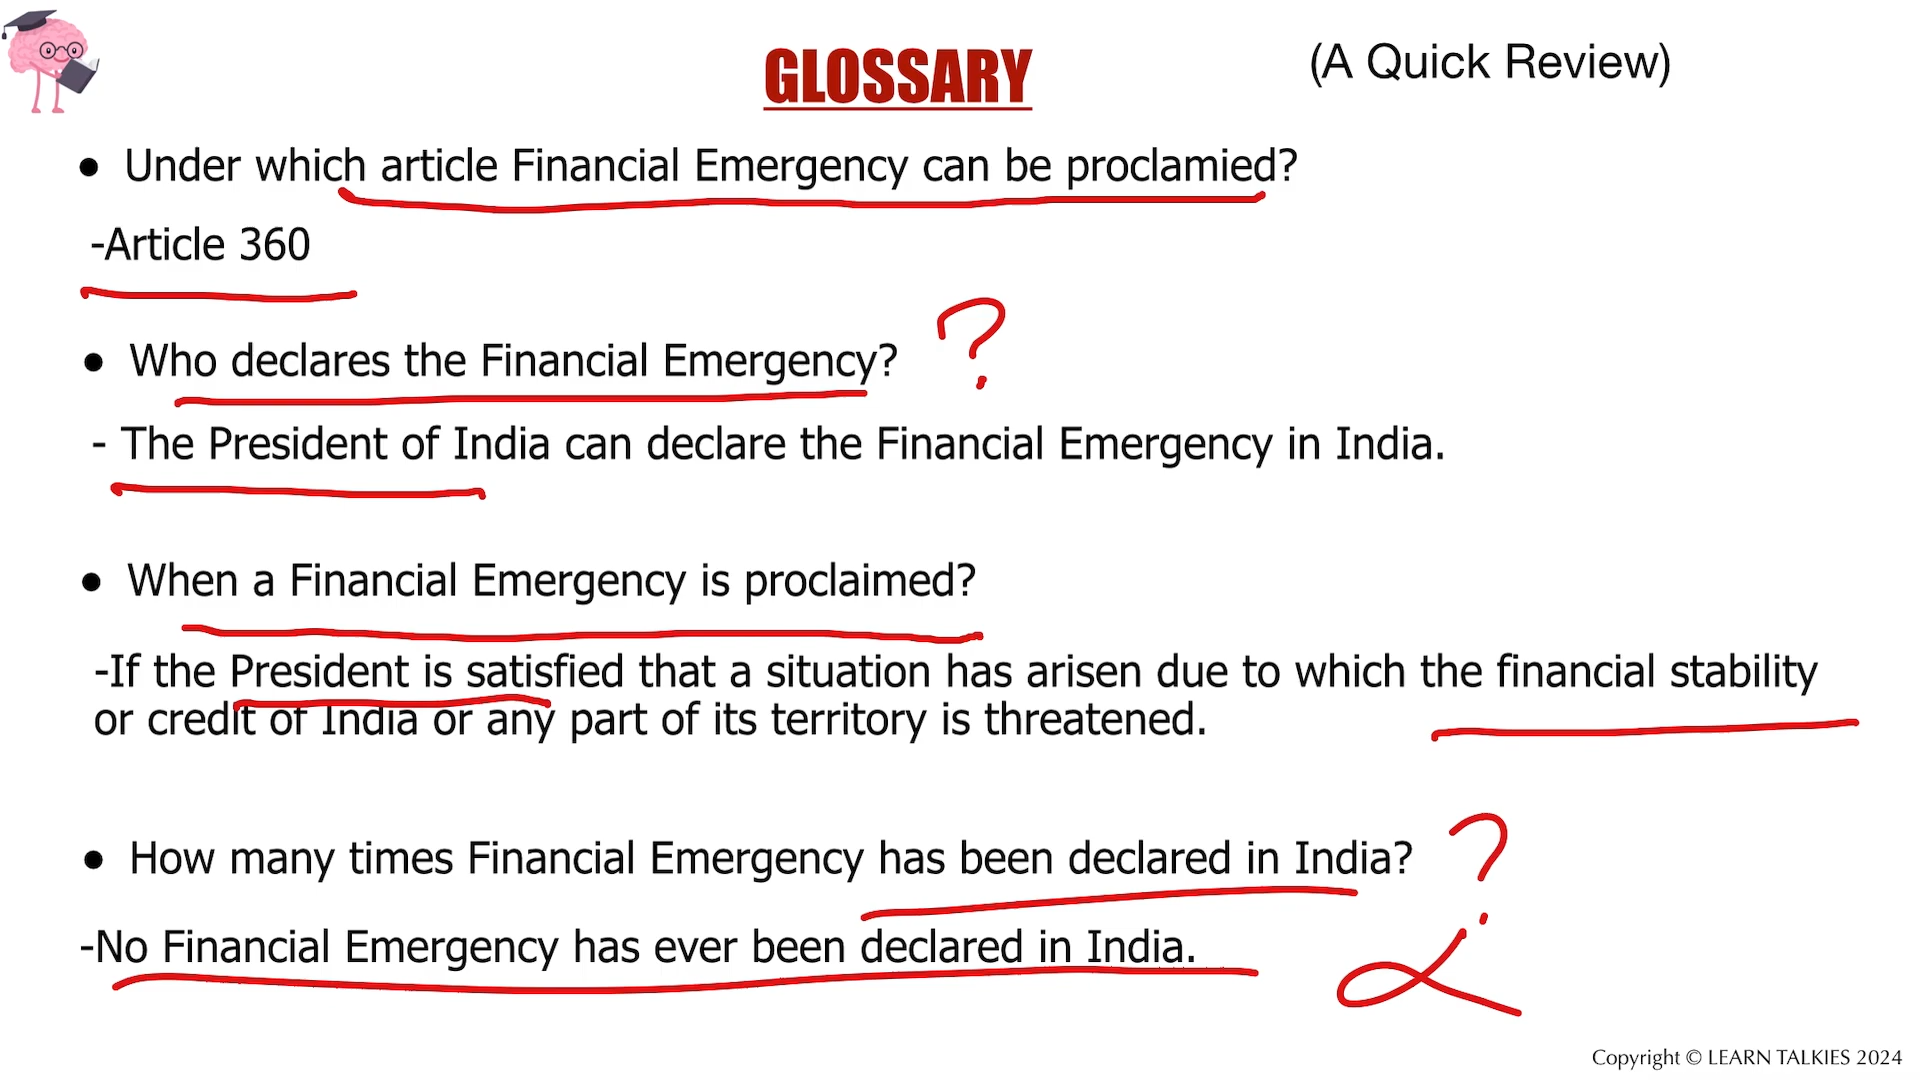 GLOSSARY
(A Quick Review)
● Under which article Financial Emergency can be proclamied?
-Article 360
● Who declares the Financial Emergency? ?
- The President of India can declare the Financial Emergency in India.
● When a Financial Emergency is proclaimed?
-If the President is satisfied that a situation has arisen due to which the financial stability
or credit of India or any part of its territory is threatened.
● How many times Financial Emergency has been declared in India? ?
-No Financial Emergency has ever been declared in India.
Copyright © LEARN TALKIES 2024